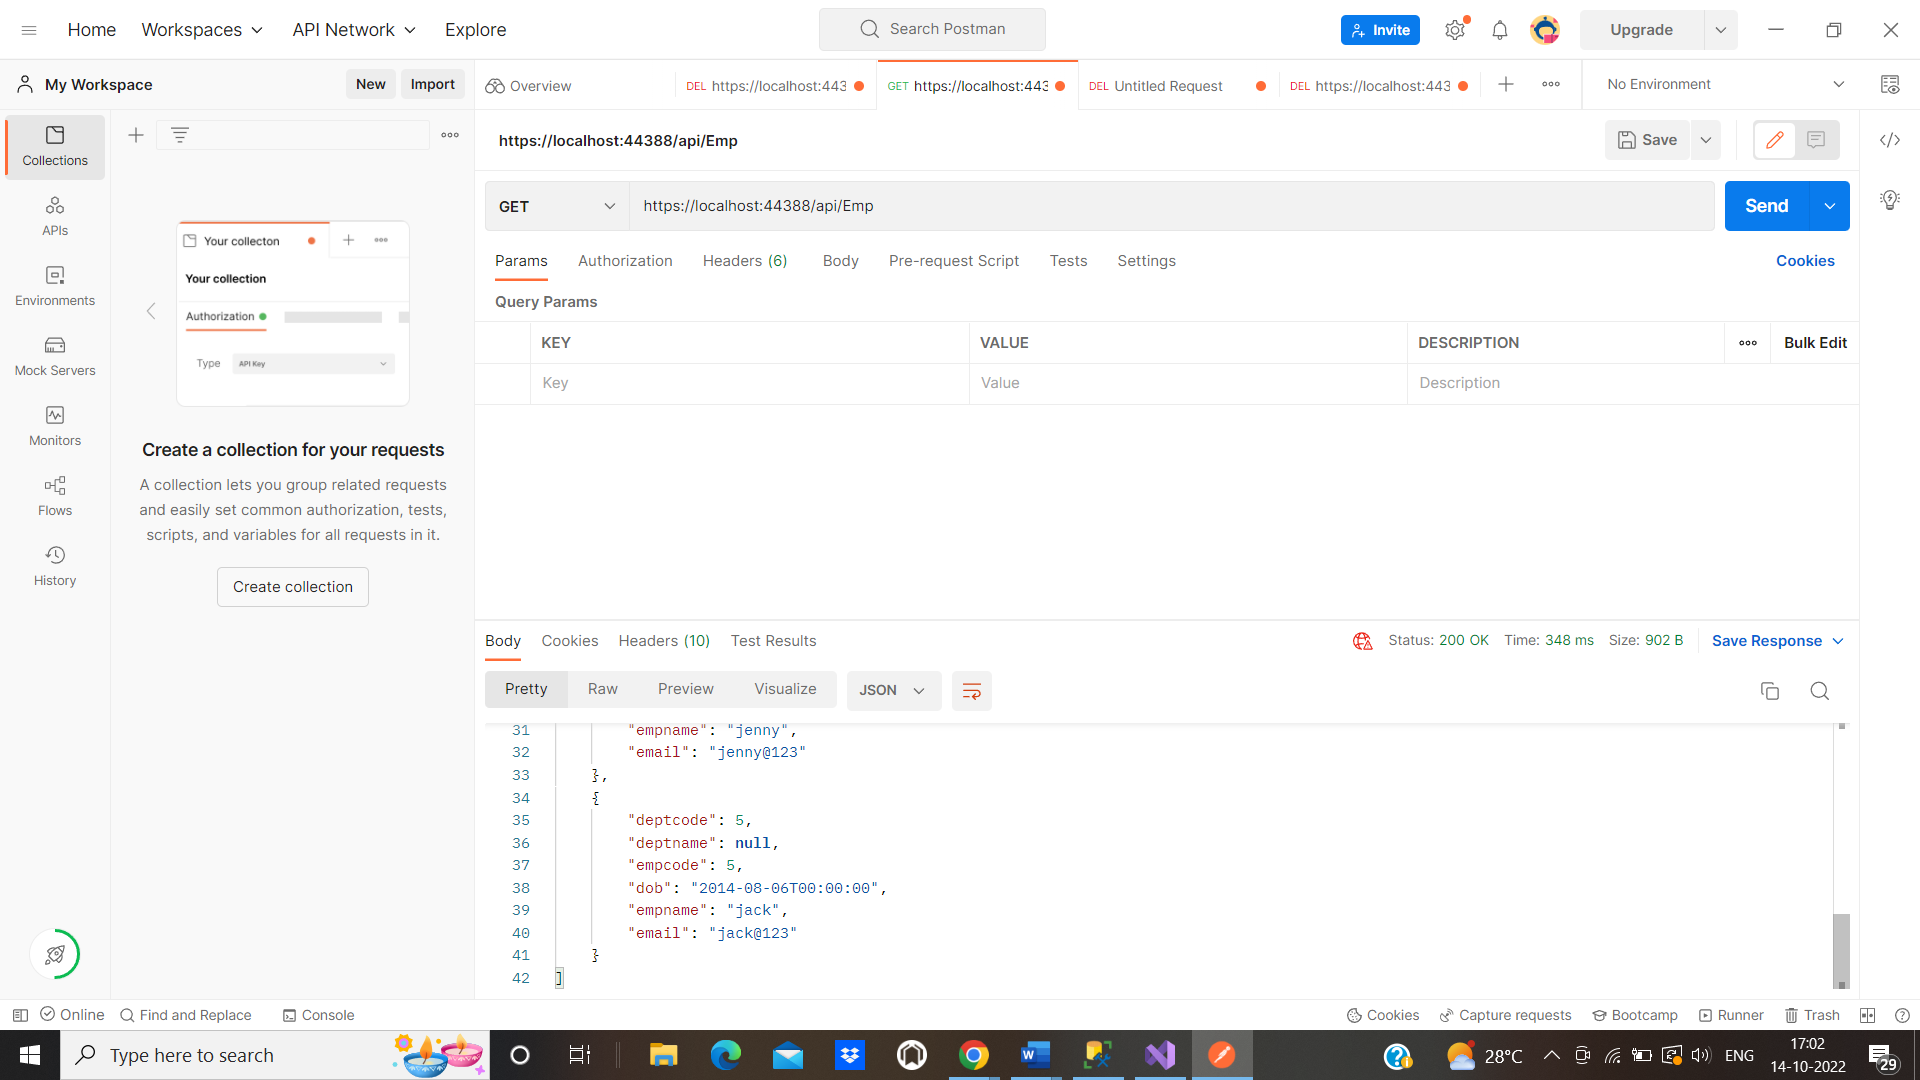 Home
Workspaces
API Network
Explore
Search Postman
Invite
Upgrade
My Workspace
New
Import
Overview
DEL https://localhost:443
GET https://localhost:443
DEL Untitled Request
DEL https://localhost:443
No Environment
Collections
APIs
Environments
Mock Servers
Monitors
Flows
History
Your collecton
Your collection
Authorization
Type
API Key
Create a collection for your requests
A collection lets you group related requests
and easily set common authorization, tests,
scripts, and variables for all requests in it.
Create collection
https://localhost:44388/api/Emp
Save
GET
https://localhost:44388/api/Emp
Send
Params
Authorization
Headers (6)
Body
Pre-request Script
Tests
Settings
Cookies
Query Params
KEY
VALUE
DESCRIPTION
Bulk Edit
Key
Value
Description
Body
Cookies
Headers (10)
Test Results
Status: 200 OK
Time: 348 ms
Size: 902 B
Save Response
Pretty
Raw
Preview
Visualize
JSON
31 "empname": "jenny",
32 "email": "jenny@123"
33 },
34 {
35 "deptcode": 5,
36 "deptname": null,
37 "empcode": 5,
38 "dob": "2014-08-06T00:00:00",
39 "empname": "jack",
40 "email": "jack@123"
41 }
42 ]
Online
Find and Replace
Console
Cookies
Capture requests
Bootcamp
Runner
Trash
Type here to search
28°C
ENG
17:02
14-10-2022
29